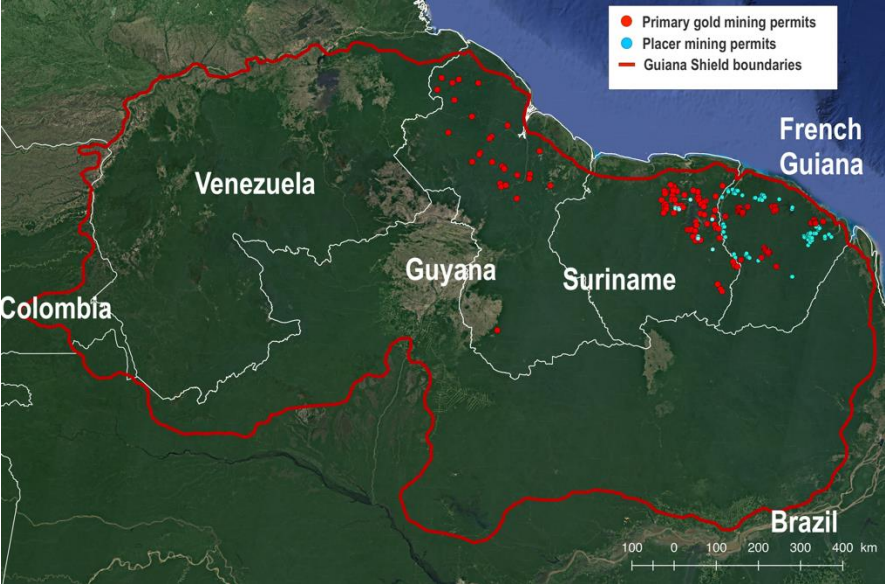 Primary gold mining permits
Placer mining permits
Guiana Shield boundaries
French
Guiana
Venezuela
Guyana
Suriname
Colombia
Brazil
100 0 100 200 300 400 km